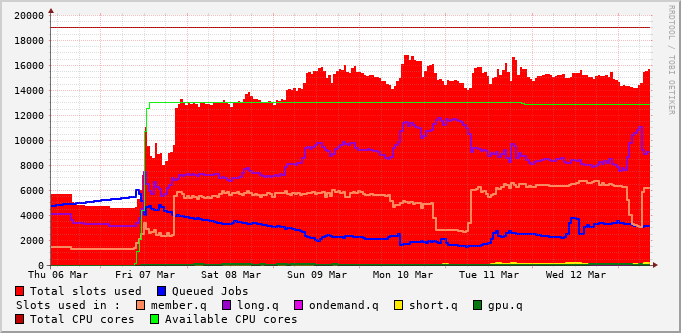 20000
18000
16000
14000
12000
10000
8000
6000
4000
2000
0
Thu 06 Mar Fri 07 Mar Sat 08 Mar Sun 09 Mar Mon 10 Mar Tue 11 Mar Wed 12 Mar
Total slots used Queued Jobs
Slots used in : member.q long.q ondemand.q short.q gpu.q
Total CPU cores Available CPU cores
RRDTOOL / TOBI OETIKER